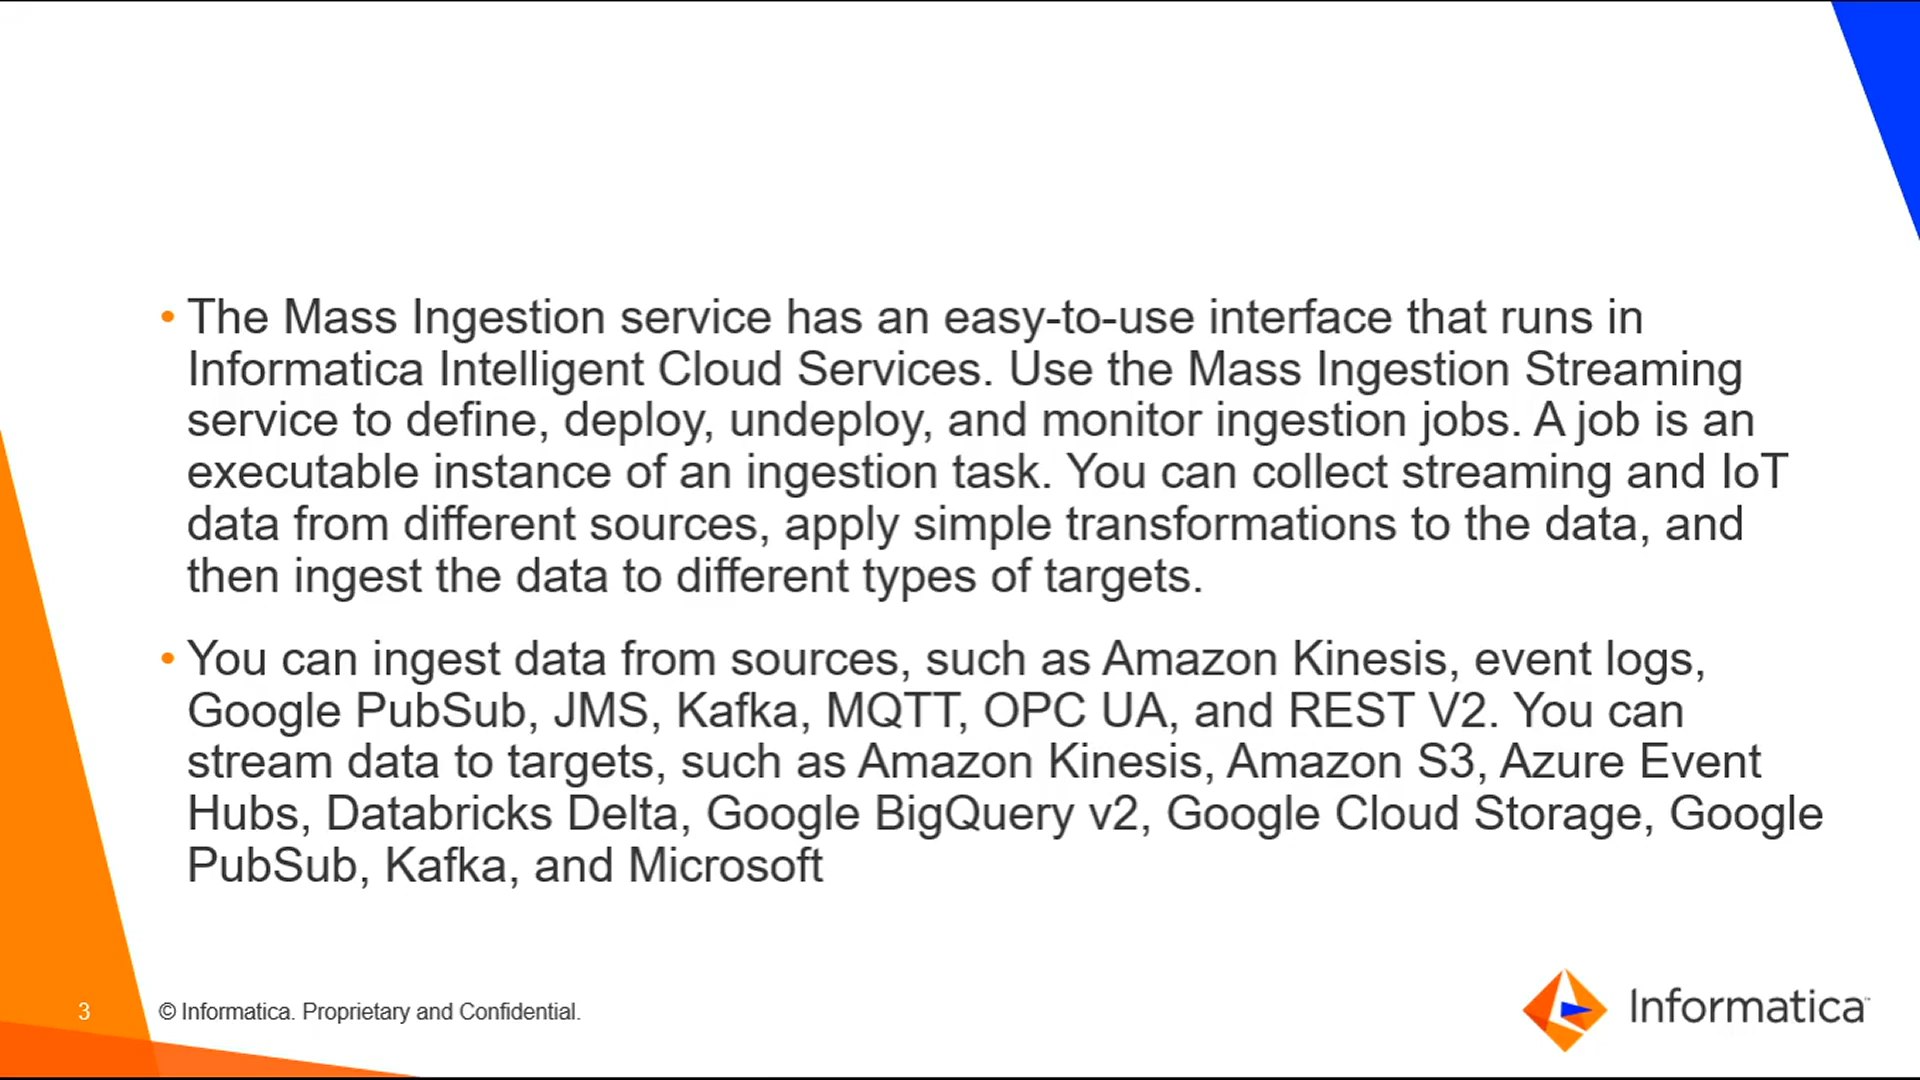 • The Mass Ingestion service has an easy-to-use interface that runs in
Informatica Intelligent Cloud Services. Use the Mass Ingestion Streaming
service to define, deploy, undeploy, and monitor ingestion jobs. A job is an
executable instance of an ingestion task. You can collect streaming and IoT
data from different sources, apply simple transformations to the data, and
then ingest the data to different types of targets.
• You can ingest data from sources, such as Amazon Kinesis, event logs,
Google PubSub, JMS, Kafka, MQTT, OPC UA, and REST V2. You can
stream data to targets, such as Amazon Kinesis, Amazon S3, Azure Event
Hubs, Databricks Delta, Google BigQuery v2, Google Cloud Storage, Google
PubSub, Kafka, and Microsoft
3
© Informatica. Proprietary and Confidential.
Informatica™